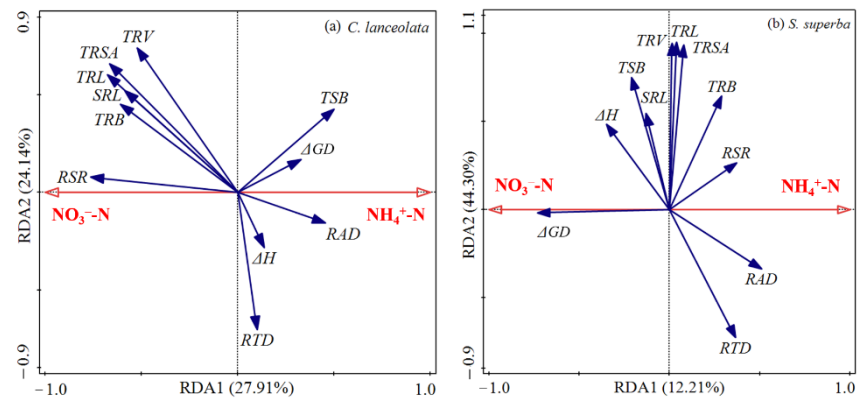 (a) C. lanceolata
0.9
−0.9
RDA2 (24.14%)
TRV
TRSA
TRL
SRL
TRB
TSB
ΔGD
RSR
NO₃⁻-N
NH₄⁺-N
RAD
ΔH
RTD
−1.0
RDA1 (27.91%)
1.0
(b) S. superba
1.1
−0.9
RDA2 (44.30%)
TRL
TRV
TRSA
TSB
TRB
SRL
ΔH
RSR
NO₃⁻-N
NH₄⁺-N
ΔGD
RAD
RTD
−1.0
RDA1 (12.21%)
1.0